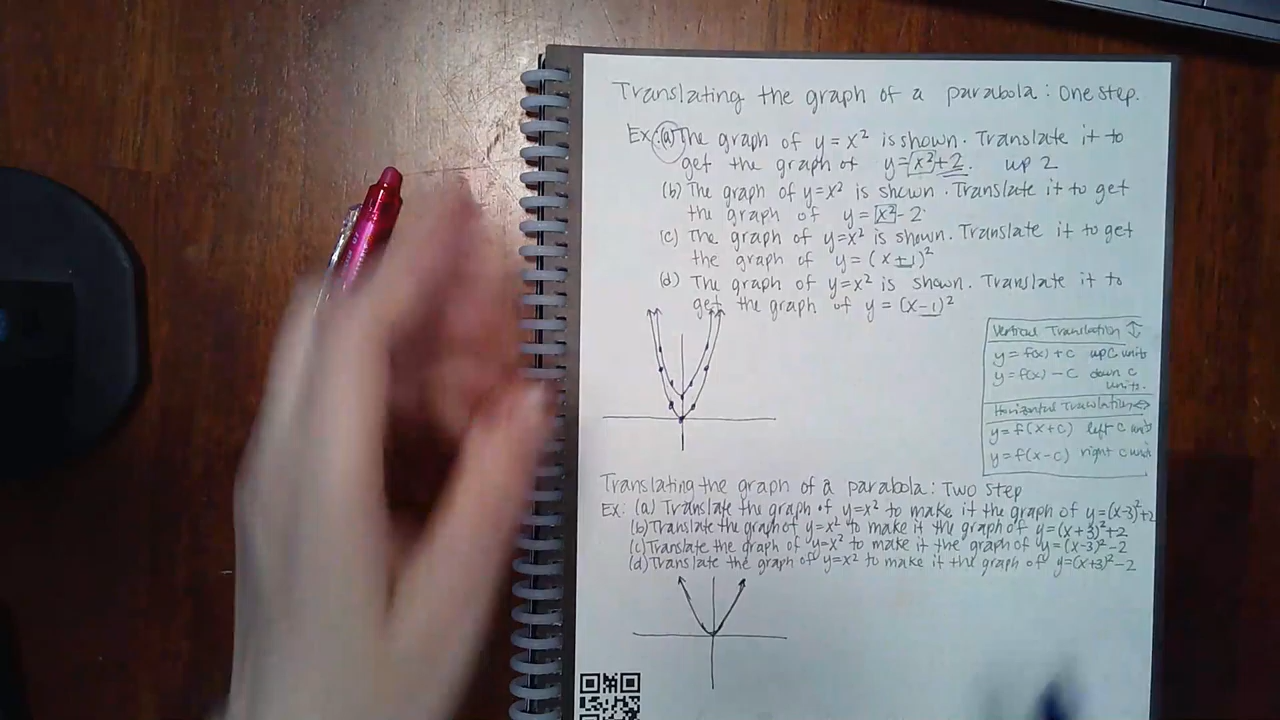 Translating the graph of a parabola: One step.
Ex: (a) The graph of y = x² is shown. Translate it to
get the graph of y = x²+2. up 2
(b) The graph of y=x² is shown. Translate it to get
the graph of y = x²-2.
(c) The graph of y=x² is shown. Translate it to get
the graph of y = (x+1)²
(d) The graph of y=x² is shown. Translate it to
get the graph of y = (x-1)²
Vertical Translation ↕
y = f(x) + c up c units
y = f(x) - c down c
units.
Horizontal Translation ↔
y = f(x+c) left c units
y = f(x-c) right c units
Translating the graph of a parabola: Two step
Ex: (a) Translate the graph of y=x² to make it the graph of y=(x-3)²+2
(b) Translate the graph of y=x² to make it the graph of y=(x+3)²+2
(c) Translate the graph of y=x² to make it the graph of y=(x-3)²-2
(d) Translate the graph of y=x² to make it the graph of y=(x+3)²-2